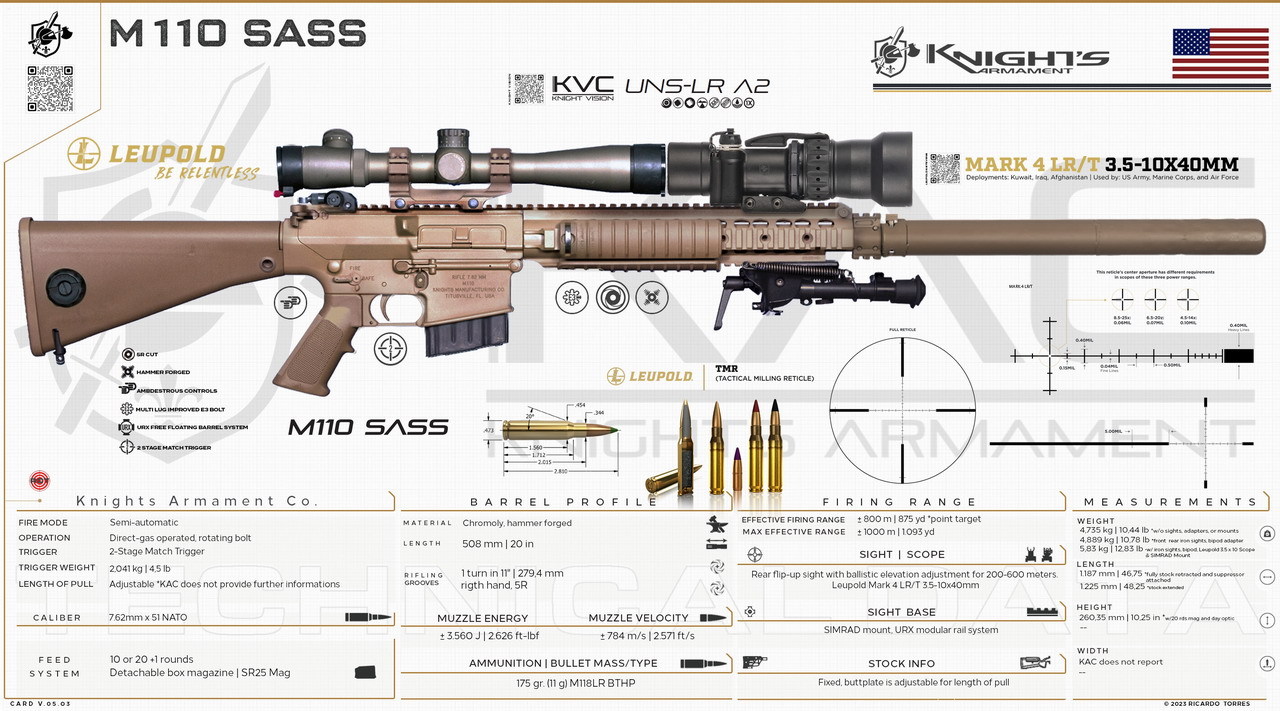 M110 SASS
KNIGHT'S
ARMAMENT
KVC
KNIGHT VISION
UNS-LR A2
LEUPOLD
BE RELENTLESS
MARK 4 LR/T 3.5-10X40MM
Deployments: Kuwait, Iraq, Afghanistan | Used by: US Army, Marine Corps, and Air Force
FIRE
SAFE
RIFLE 7.62 MM
M110
KNIGHTS MANUFACTURING CO
TITUSVILLE, FL, USA
This reticle's center aperture has different requirements
in scopes of these three power ranges.
MARK 4 LR/T
8.5-25x:
0.06MIL
6.5-20x:
0.07MIL
4.5-14x:
0.10MIL
0.40MIL
Heavy Lines
0.40MIL
0.15MIL
0.04MIL
Fine Lines
0.50MIL
5.00MIL
FULL RETICLE
SR CUT
HAMMER FORGED
AMBIDESTROUS CONTROLS
MULTI LUG IMPROVED E3 BOLT
URX
URX FREE FLOATING BARREL SYSTEM
2 STAGE MATCH TRIGGER
M110 SASS
LEUPOLD
TMR
(TACTICAL MILLING RETICLE)
.454
20°
.344
.473
1.560
1.712
2.015
2.810
KAC
KNIGHT'S ARMAMENT
TECHNICAL DATA
Knights Armament Co.
FIRE MODE Semi-automatic
OPERATION Direct-gas operated, rotating bolt
TRIGGER 2-Stage Match Trigger
TRIGGER WEIGHT 2,041 kg | 4,5 lb
LENGTH OF PULL Adjustable *KAC does not provide further informations
CALIBER 7.62mm x 51 NATO
FEED
SYSTEM
10 or 20 +1 rounds
Detachable box magazine | SR25 Mag
BARREL PROFILE
MATERIAL Chromoly, hammer forged
LENGTH 508 mm | 20 in
RIFLING
GROOVES
1 turn in 11" | 279,4 mm
rigth hand, 5R
MUZZLE ENERGY
± 3.560 J | 2.626 ft-lbf
MUZZLE VELOCITY
± 784 m/s | 2.571 ft/s
AMMUNITION | BULLET MASS/TYPE
175 gr. (11 g) M118LR BTHP
FIRING RANGE
EFFECTIVE FIRING RANGE ± 800 m | 875 yd *point target
MAX EFFECTIVE RANGE ± 1000 m | 1.093 yd
SIGHT | SCOPE
Rear flip-up sight with ballistic elevation adjustment for 200-600 meters.
Leupold Mark 4 LR/T 3.5-10x40mm
SIGHT BASE
SIMRAD mount, URX modular rail system
STOCK INFO
Fixed, buttplate is adjustable for length of pull
MEASUREMENTS
WEIGHT
4,735 kg | 10,44 lb *w/o sights, adapters, or mounts
4,889 kg | 10,78 lb *front rear iron sights, bipod adapter
5,83 kg | 12,83 lb *w/ iron sights, bipod, Leupold 3.5 x 10 Scope
& SIMRAD Mount
LENGTH
1.187 mm | 46,75 *fully stock retracted and suppressor
attached
1.225 mm | 48,25 *stock extended
HEIGHT
260,35 mm | 10,25 in *w/20 rds mag and day optic
--
WIDTH
KAC does not report
--
CARD V.05.03
© 2023 RICARDO TORRES